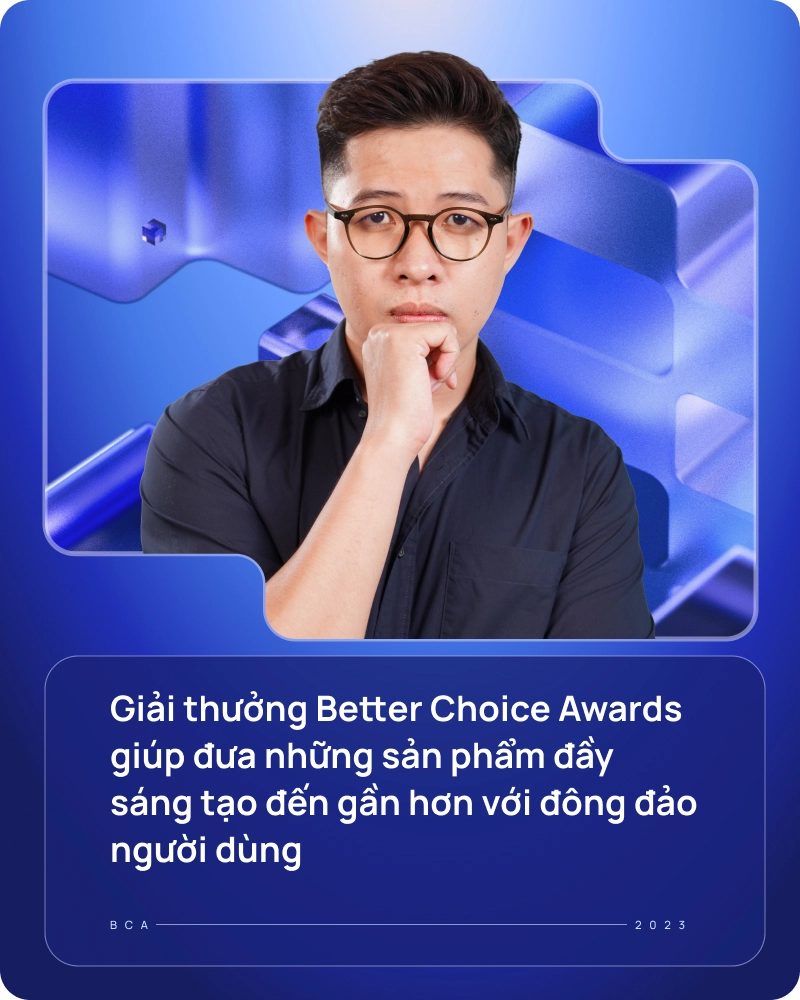 Giải thưởng Better Choice Awards
giúp đưa những sản phẩm đầy
sáng tạo đến gần hơn với đông đảo
người dùng
BCA 2023